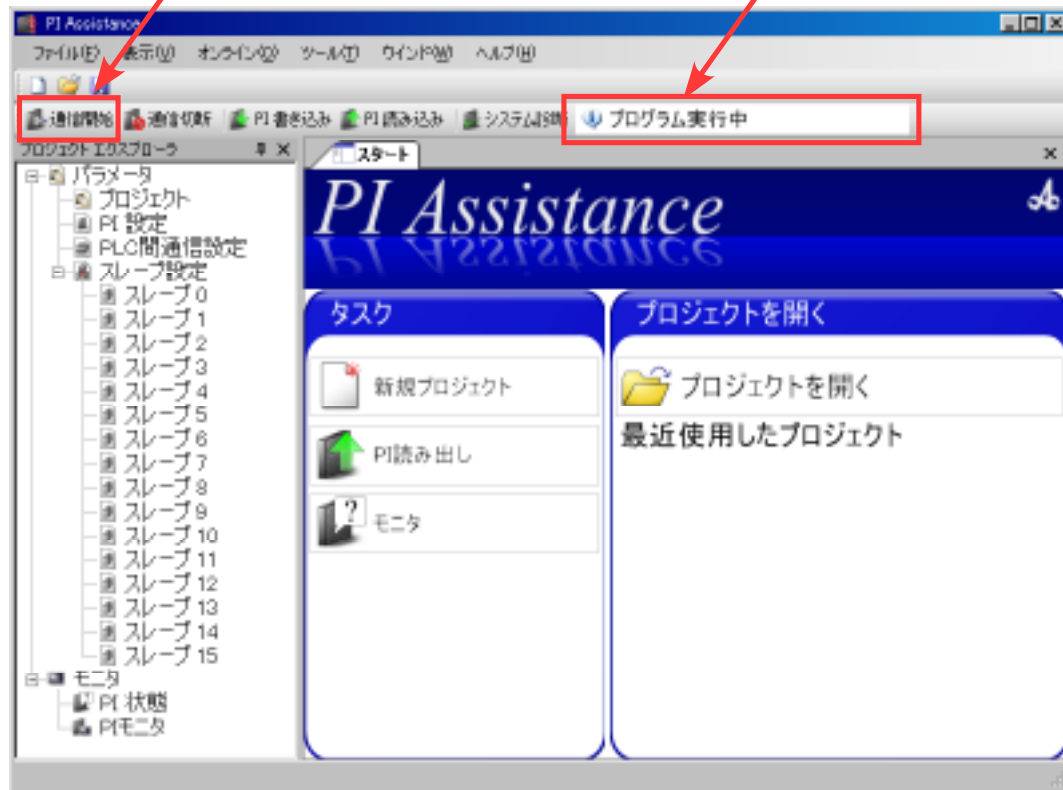 PI Assistance
ファイル(F) 表示(V) オンライン(O) ツール(T) ウインドウ(W) ヘルプ(H)
通信開始 通信切断 PI 書き込み PI 読み込み システム診断 プログラム実行中
プロジェクト エクスプローラ
スタート
パラメータ
プロジェクト
PI 設定
PLC間通信設定
スレーブ設定
スレーブ 0
スレーブ 1
スレーブ 2
スレーブ 3
スレーブ 4
スレーブ 5
スレーブ 6
スレーブ 7
スレーブ 8
スレーブ 9
スレーブ 10
スレーブ 11
スレーブ 12
スレーブ 13
スレーブ 14
スレーブ 15
モニタ
PI 状態
PIモニタ
PI Assistance
タスク
新規プロジェクト
PI読み出し
モニタ
プロジェクトを開く
プロジェクトを開く
最近使用したプロジェクト